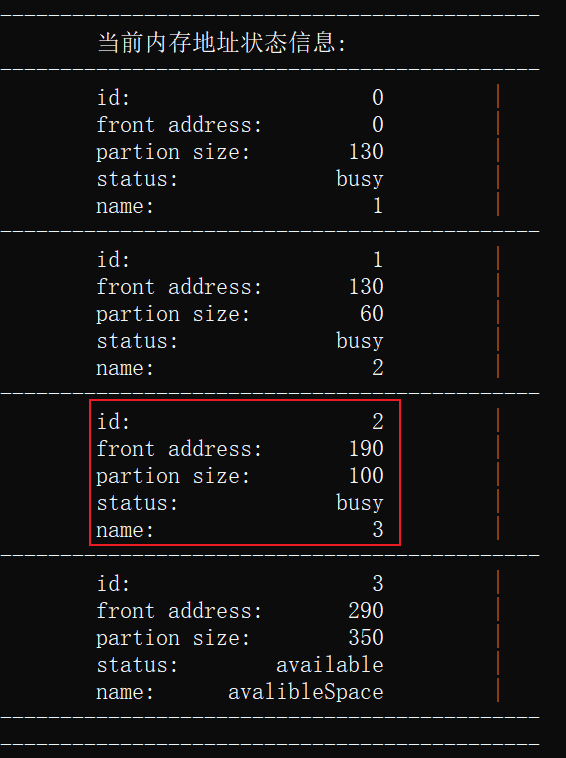 当前内存地址状态信息:
id: 0
front address: 0
partion size: 130
status: busy
name: 1
id: 1
front address: 130
partion size: 60
status: busy
name: 2
id: 2
front address: 190
partion size: 100
status: busy
name: 3
id: 3
front address: 290
partion size: 350
status: available
name: avalibleSpace